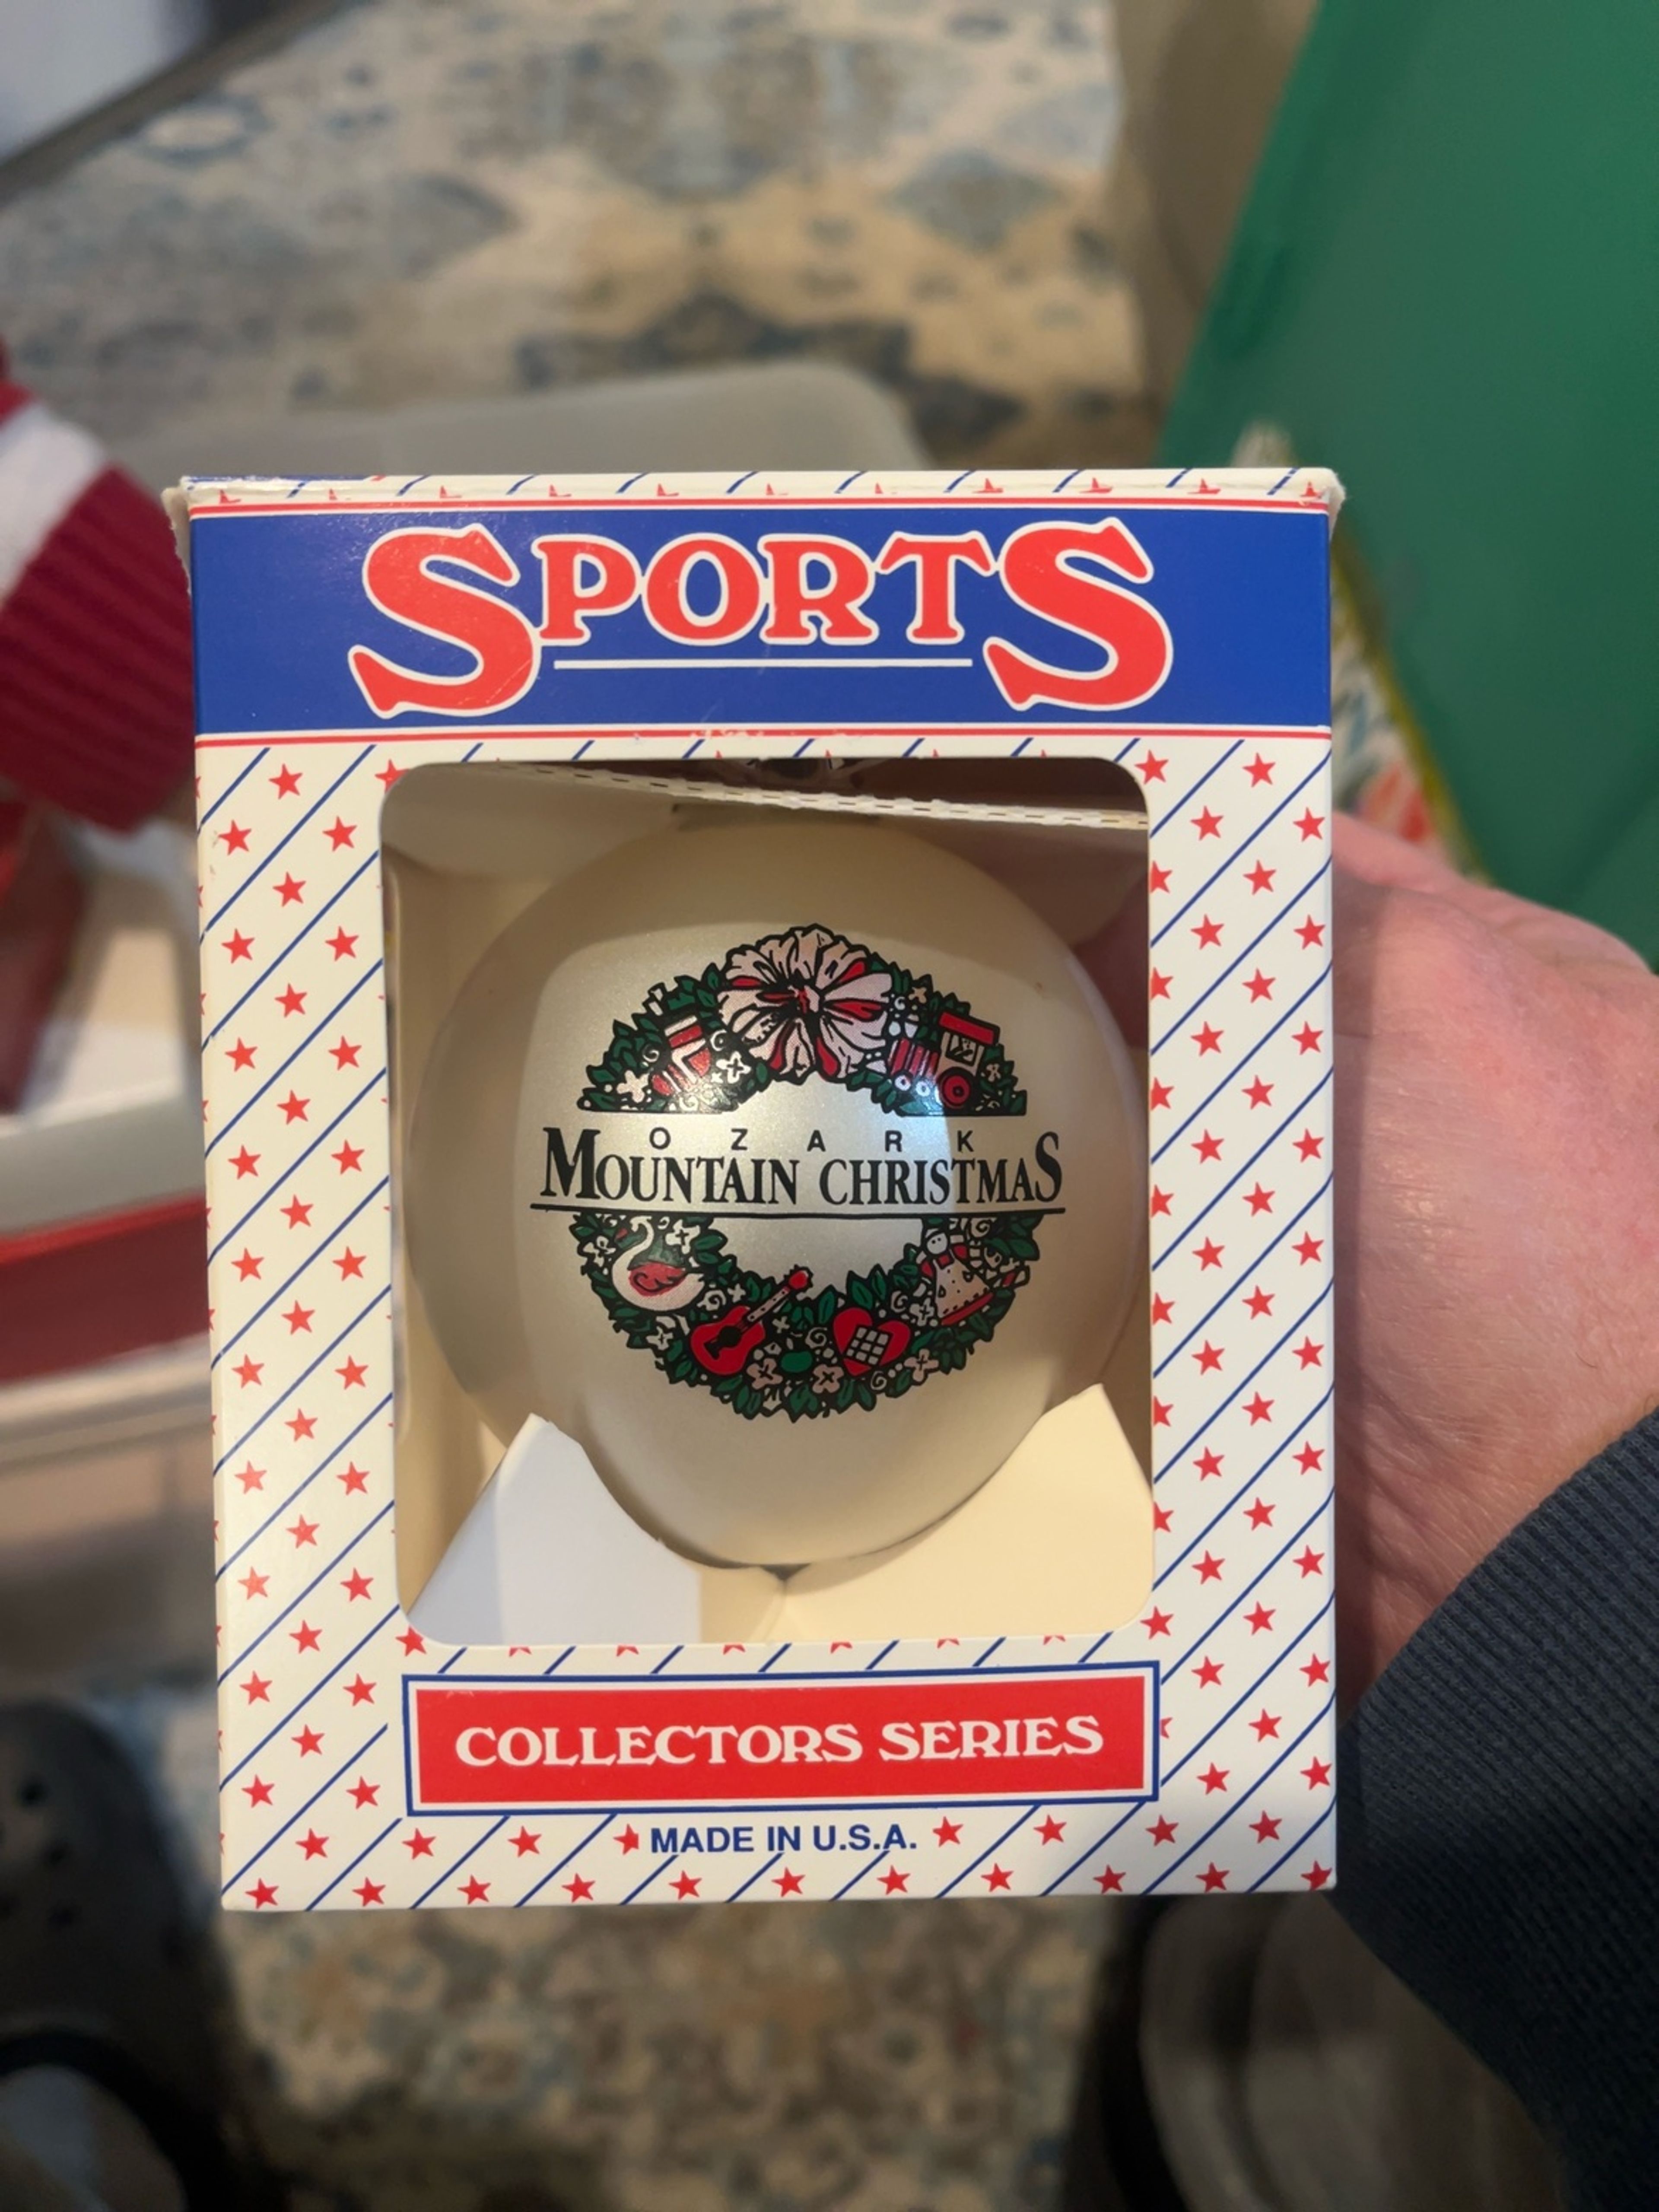 SPORTS
OZARK
MOUNTAIN CHRISTMAS
COLLECTORS SERIES
MADE IN U.S.A.